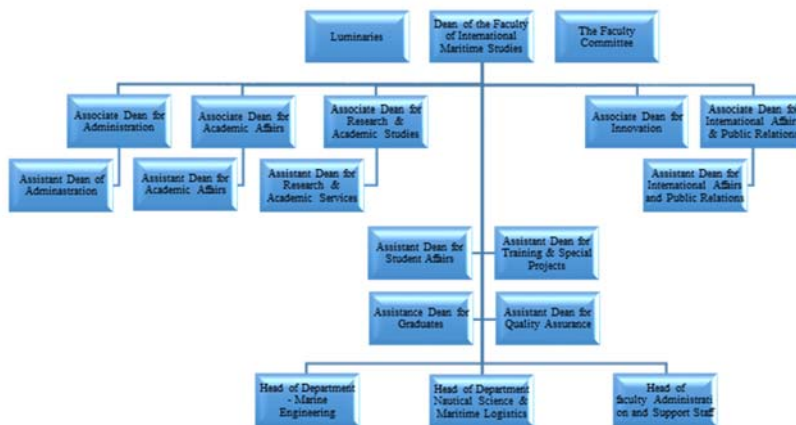 Luminaries
Dean of the Faculty
of International
Maritime Studies
The Faculty
Committee
Associate Dean for
Administration
Associate Dean for
Academic Affairs
Associate Dean for
Research &
Academic Studies
Associate Dean for
Innovation
Associate Dean for
International Affairs
& Public Relations
Assistant Dean of
Adminastration
Assistant Dean for
Academic Affairs
Assistant Dean for
Research &
Academic Services
Assistant Dean for
International Affairs
and Public Relations
Assistant Dean for
Student Affairs
Assistant Dean for
Training & Special
Projects
Assistance Dean for
Graduates
Assistant Dean for
Quality Assurance
Head of Department
- Marine
Engineering
Head of Department
Nautical Science &
Maritime Logistics
Head of
faculty Administrati
on and Support Staff